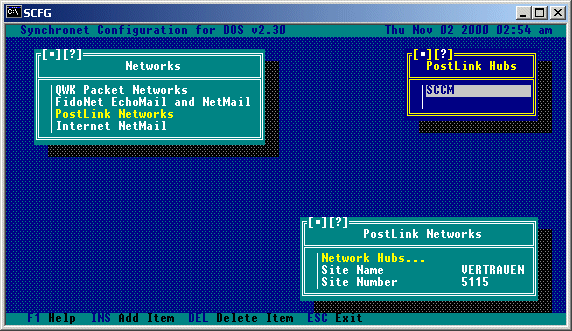 SCFG
Synchronet Configuration for DOS v2.30 Thu Nov 02 2000 02:54 am
[▪][?]
Networks
QWK Packet Networks
FidoNet EchoMail and NetMail
PostLink Networks
Internet NetMail
[▪][?]
PostLink Hubs
SCCM
[▪][?]
PostLink Networks
Network Hubs...
Site Name VERTRAUEN
Site Number 5115
F1 Help INS Add Item DEL Delete Item ESC Exit